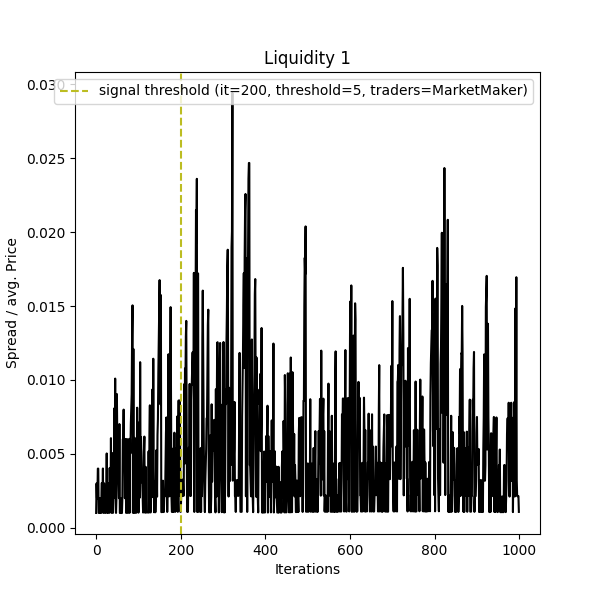 Liquidity 1
signal threshold (it=200, threshold=5, traders=MarketMaker)
0.030
0.025
0.020
0.015
0.010
0.005
0.000
Spread / avg. Price
0 200 400 600 800 1000
Iterations